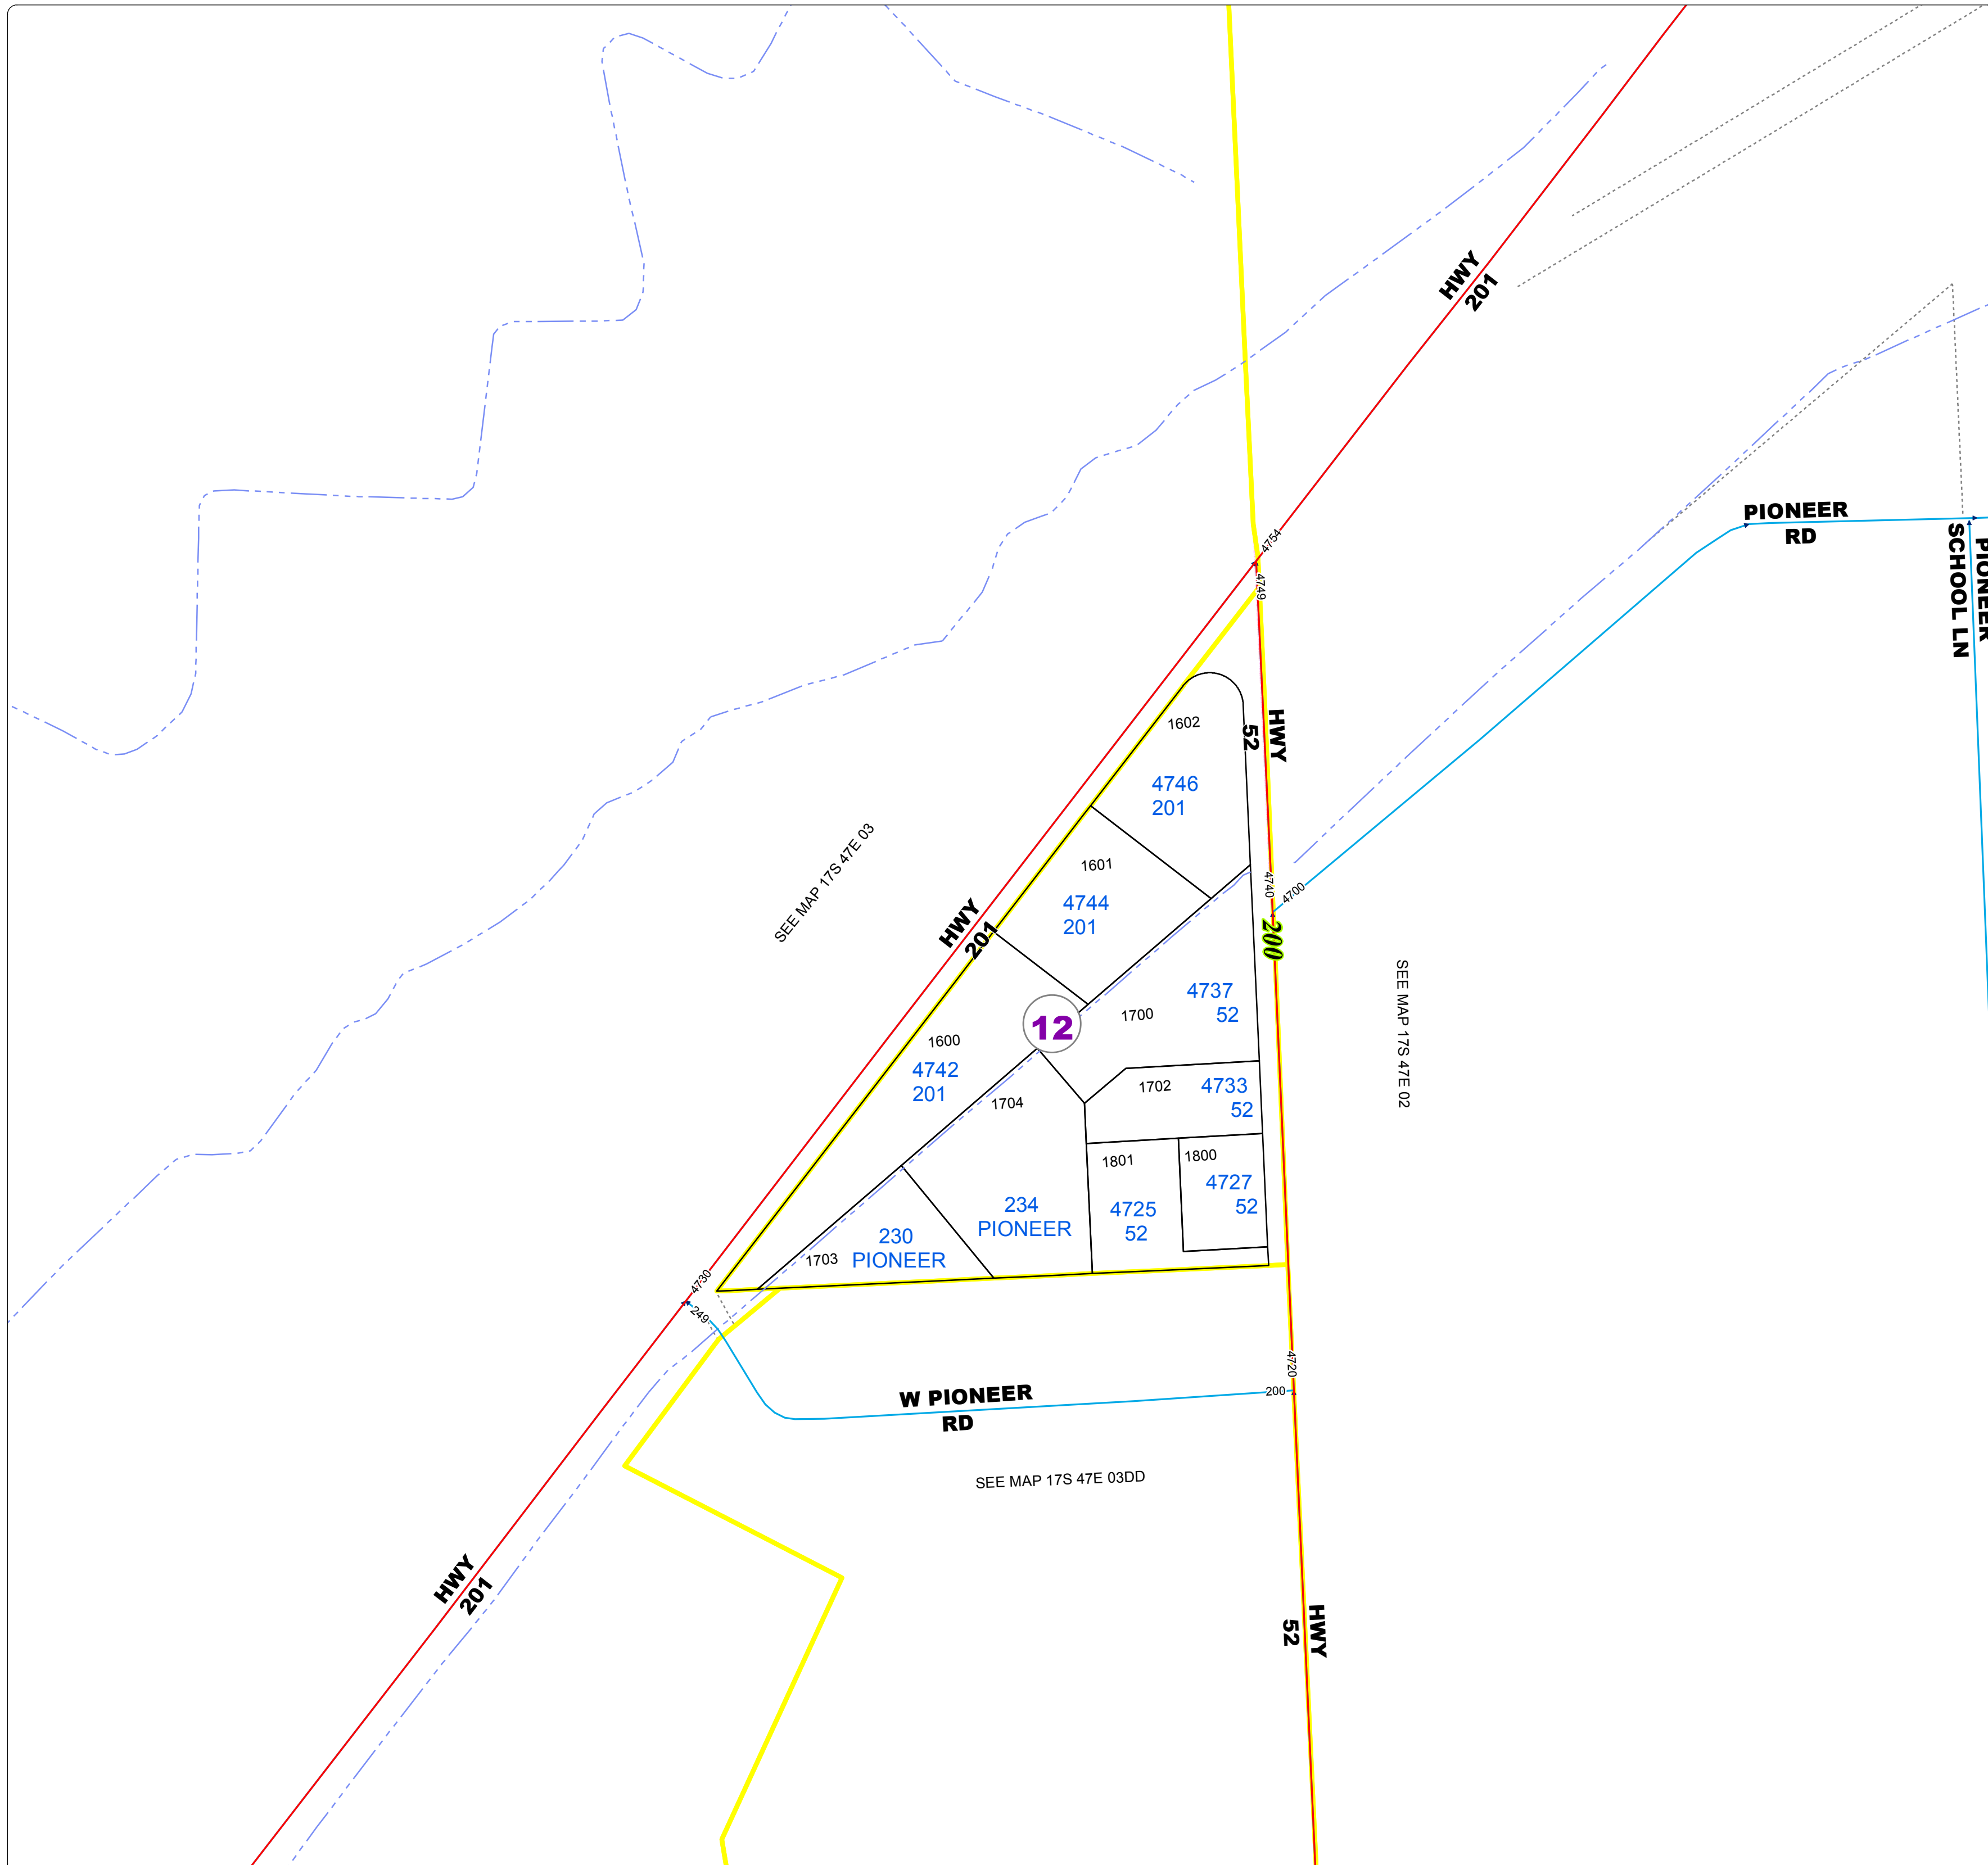 HWY
201
PIONEER
RD
PIONEER
SCHOOL LN
4754
4749
1602
HWY
52
4746
201
SEE MAP 17S 47E 03
1601
4744
201
4740
4700
HWY
201
200
SEE MAP 17S 47E 02
4737
52
1700
12
1600
4742
201
1702
4733
52
1704
1801
1800
4727
52
4725
52
234
PIONEER
230
PIONEER
1703
4730
249
4720
200
W PIONEER
RD
SEE MAP 17S 47E 03DD
HWY
201
HWY
52